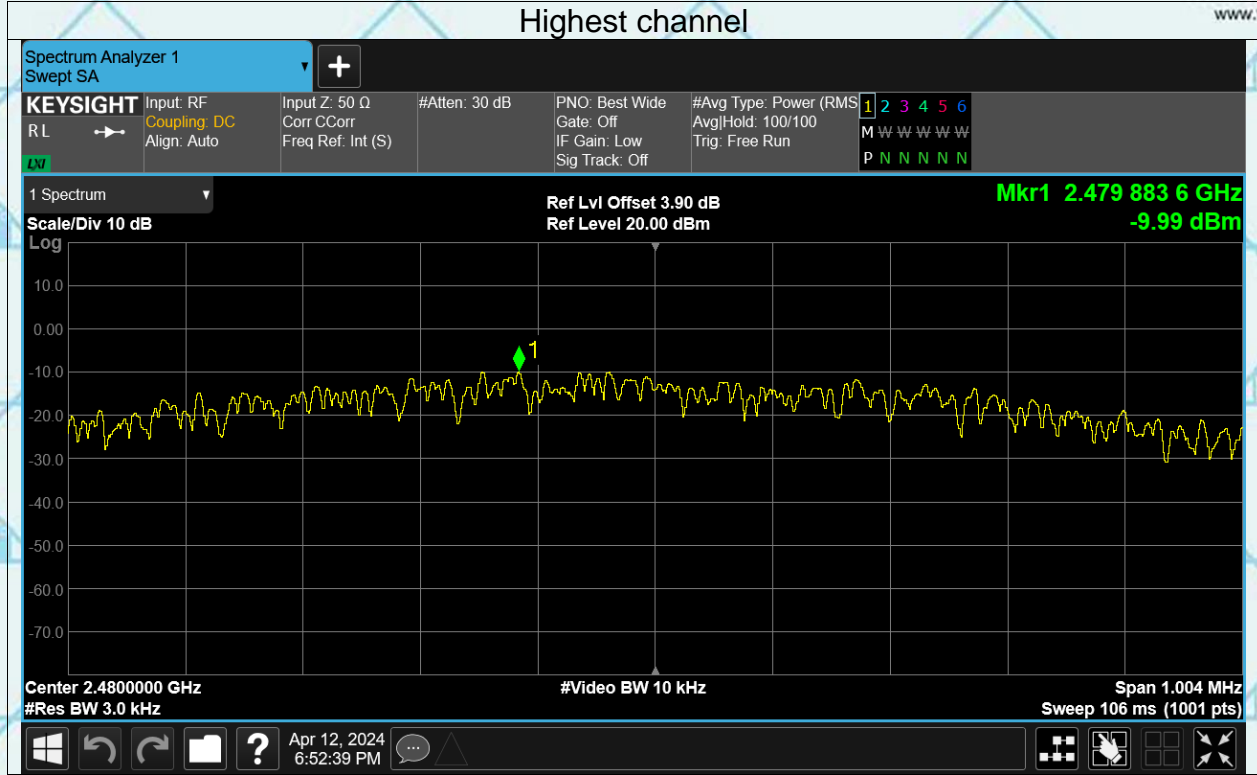 Highest channel
www.
Spectrum Analyzer 1
Swept SA
KEYSIGHT
R L
LXI
Input: RF
Coupling: DC
Align: Auto
Input Z: 50 Ω
Corr CCorr
Freq Ref: Int (S)
#Atten: 30 dB
PNO: Best Wide
Gate: Off
IF Gain: Low
Sig Track: Off
#Avg Type: Power (RMS
Avg|Hold: 100/100
Trig: Free Run
1 2 3 4 5 6
M W W W W W
P N N N N N
1 Spectrum
Scale/Div 10 dB
Log
Ref Lvl Offset 3.90 dB
Ref Level 20.00 dBm
Mkr1 2.479 883 6 GHz
-9.99 dBm
10.0
0.00
-10.0
-20.0
-30.0
-40.0
-50.0
-60.0
-70.0
1
Center 2.4800000 GHz
#Res BW 3.0 kHz
#Video BW 10 kHz
Span 1.004 MHz
Sweep 106 ms (1001 pts)
?
Apr 12, 2024
6:52:39 PM